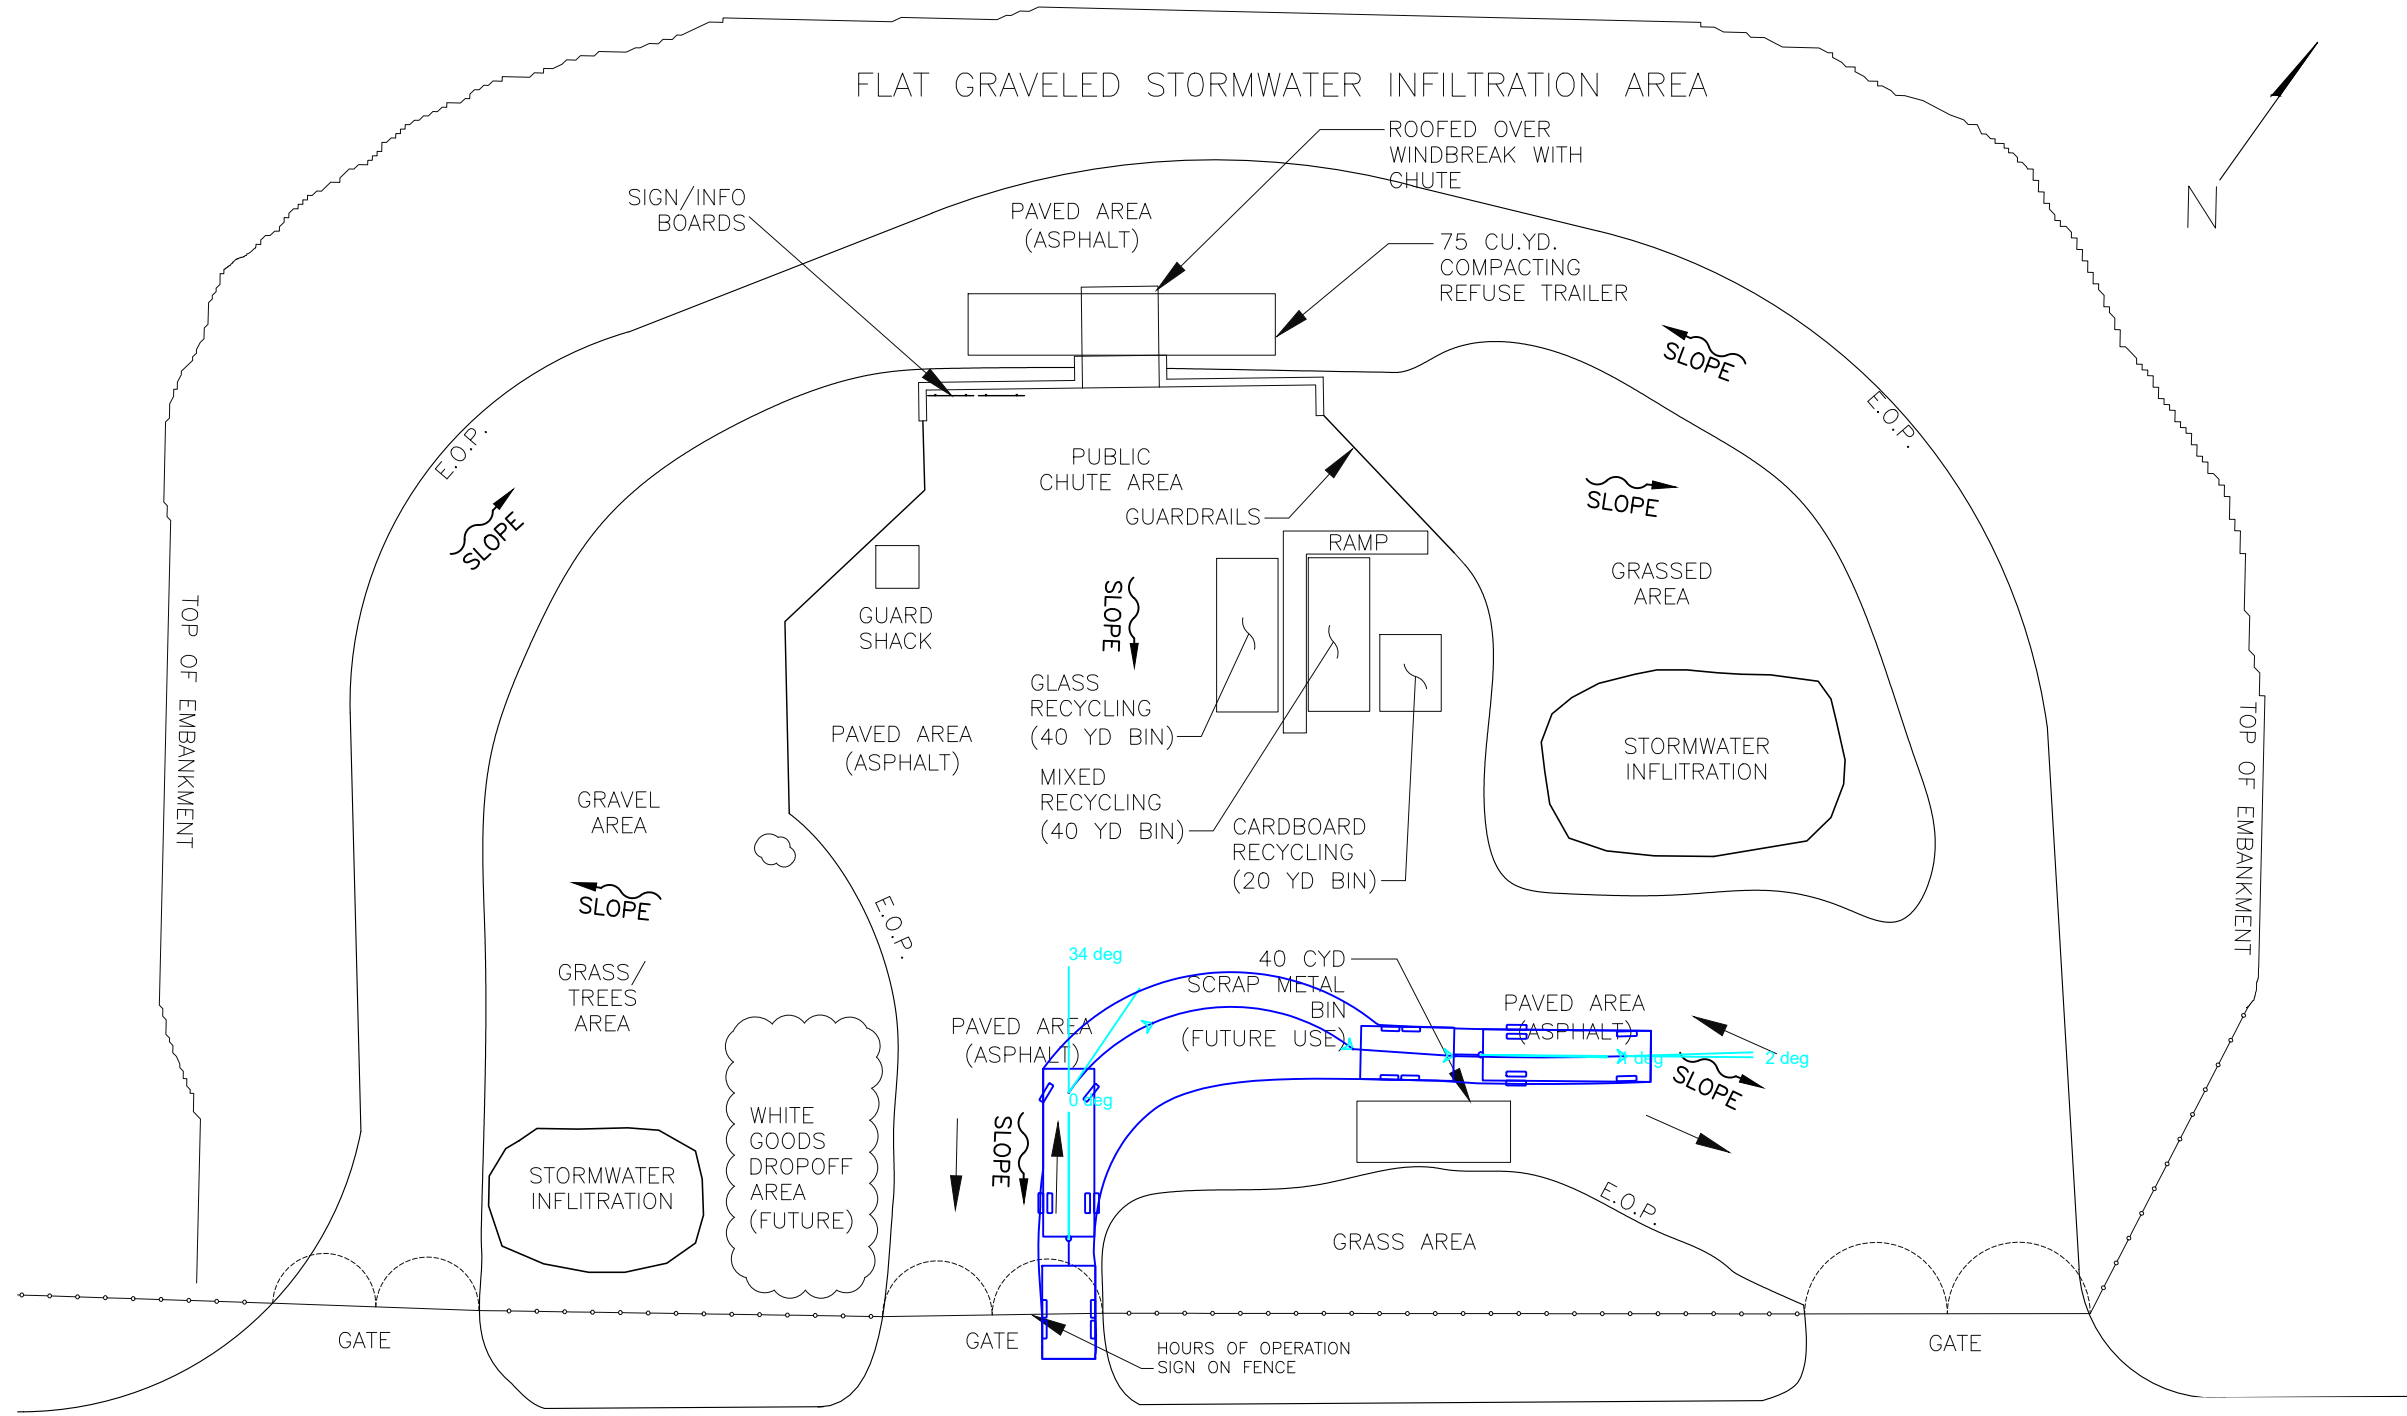 FLAT GRAVELED STORMWATER INFILTRATION AREA
ROOFED OVER
WINDBREAK WITH
CHUTE
SIGN/INFO
BOARDS
PAVED AREA
(ASPHALT)
75 CU.YD.
COMPACTING
REFUSE TRAILER
N
SLOPE
E.O.P.
E.O.P.
SLOPE
PUBLIC
CHUTE AREA
GUARDRAILS
SLOPE
RAMP
GRASSED
AREA
GUARD
SHACK
SLOPE
TOP OF EMBANKMENT
GLASS
RECYCLING
(40 YD BIN)
PAVED AREA
(ASPHALT)
STORMWATER
INFLITRATION
TOP OF EMBANKMENT
MIXED
RECYCLING
(40 YD BIN)
GRAVEL
AREA
CARDBOARD
RECYCLING
(20 YD BIN)
SLOPE
E.O.P.
34 deg
40 CYD
SCRAP METAL
BIN
(FUTURE USE)
GRASS/
TREES
AREA
PAVED AREA
(ASPHALT)
PAVED AREA
(ASPHALT)
1 deg
2 deg
SLOPE
0 deg
WHITE
GOODS
DROPOFF
AREA
(FUTURE)
SLOPE
STORMWATER
INFLITRATION
E.O.P.
GRASS AREA
GATE
GATE
HOURS OF OPERATION
SIGN ON FENCE
GATE